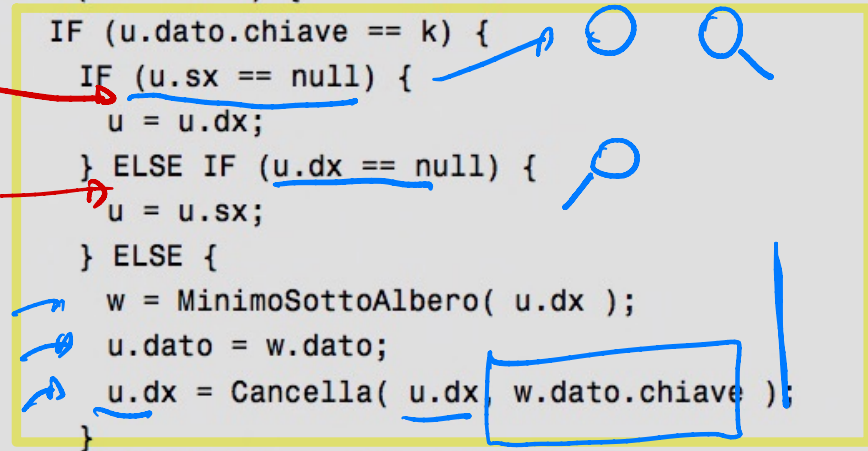 IF (u.dato.chiave == k) {
IF (u.sx == null) {
u = u.dx;
} ELSE IF (u.dx == null) {
u = u.sx;
} ELSE {
w = MinimoSottoAlbero( u.dx );
u.dato = w.dato;
u.dx = Cancella( u.dx, w.dato.chiave );
}